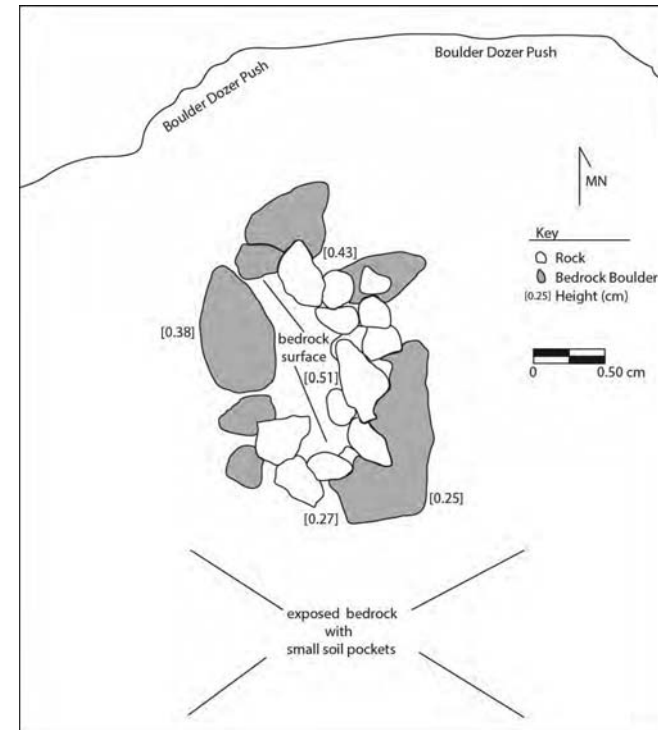 Boulder Dozer Push
Boulder Dozer Push
MN
Key
Rock
Bedrock Boulder
[0.25] Height (cm)
0 0.50 cm
[0.43]
[0.38]
bedrock
surface
[0.51]
[0.25]
[0.27]
exposed bedrock
with
small soil pockets